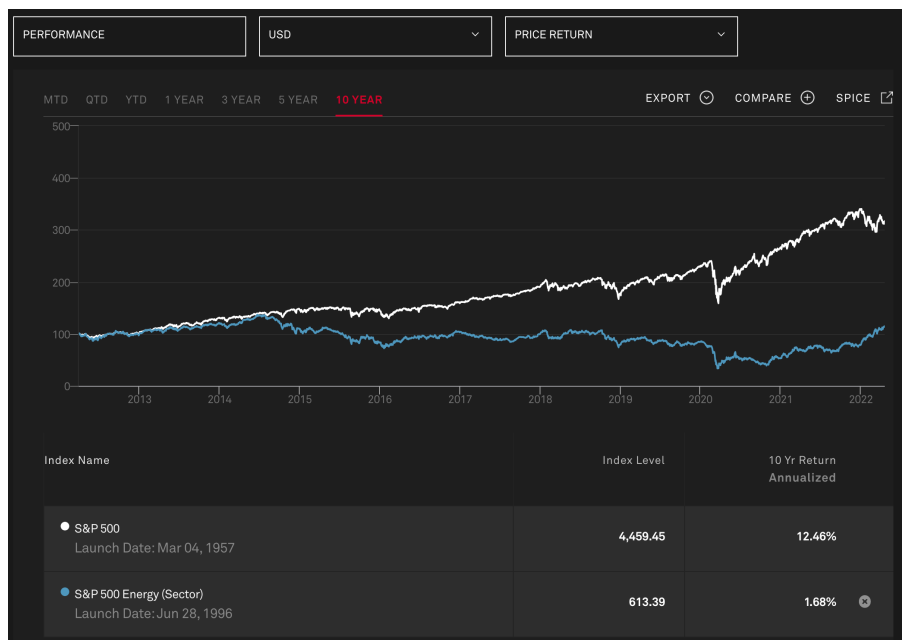 PERFORMANCE USD PRICE RETURN
MTD QTD YTD 1 YEAR 3 YEAR 5 YEAR 10 YEAR EXPORT COMPARE SPICE
500
400
300
200
100
0
2013 2014 2015 2016 2017 2018 2019 2020 2021 2022
Index Name Index Level 10 Yr Return
Annualized
S&P 500 4,459.45 12.46%
Launch Date: Mar 04, 1957
S&P 500 Energy (Sector) 613.39 1.68%
Launch Date: Jun 28, 1996